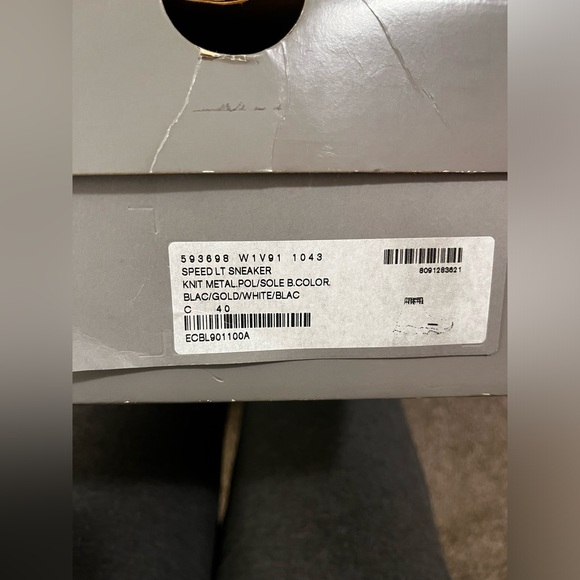 593698 W1V91 1043
SPEED LT SNEAKER
KNIT METAL.POL/SOLE B.COLOR.
BLAC/GOLD/WHITE/BLAC
C 40
ECBL901100A
8091283621